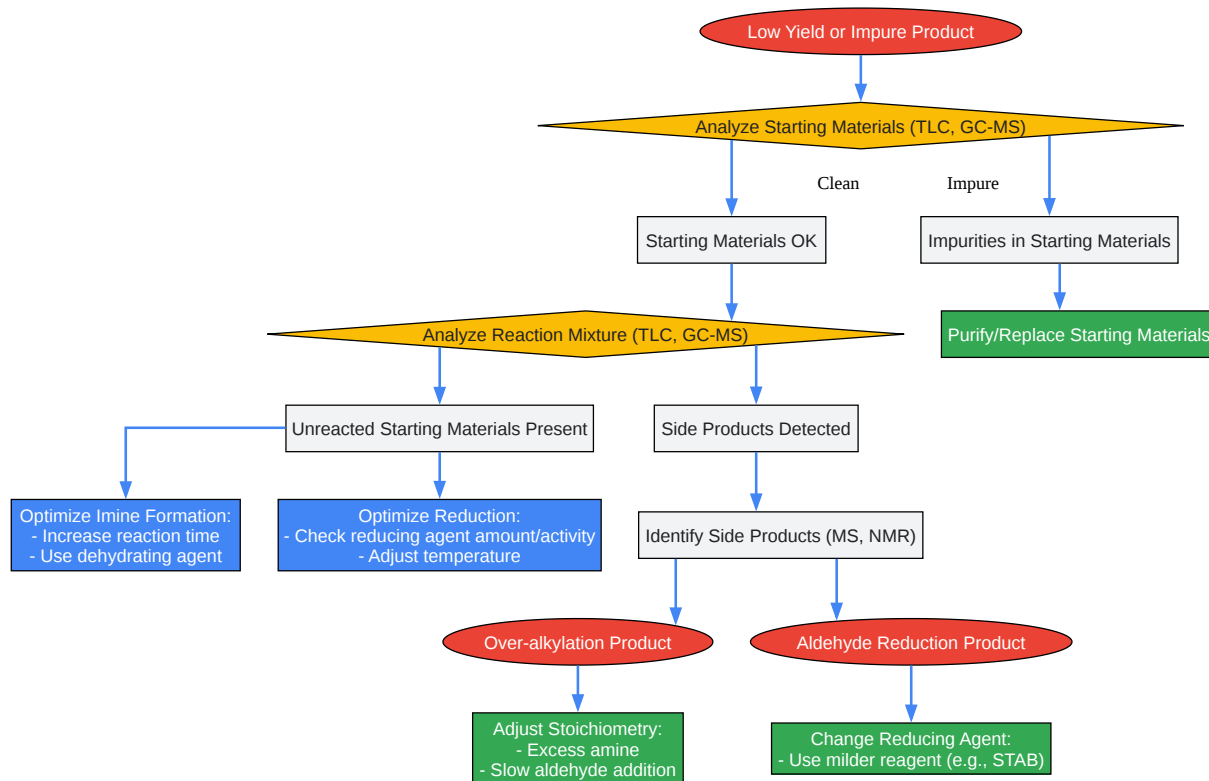 Low Yield or Impure Product
Analyze Starting Materials (TLC, GC-MS)
Clean
Impure
Starting Materials OK
Impurities in Starting Materials
Analyze Reaction Mixture (TLC, GC-MS)
Purify/Replace Starting Materials
Unreacted Starting Materials Present
Side Products Detected
Optimize Imine Formation:
- Increase reaction time
- Use dehydrating agent
Optimize Reduction:
- Check reducing agent amount/activity
- Adjust temperature
Identify Side Products (MS, NMR)
Over-alkylation Product
Aldehyde Reduction Product
Adjust Stoichiometry:
- Excess amine
- Slow aldehyde addition
Change Reducing Agent:
- Use milder reagent (e.g., STAB)